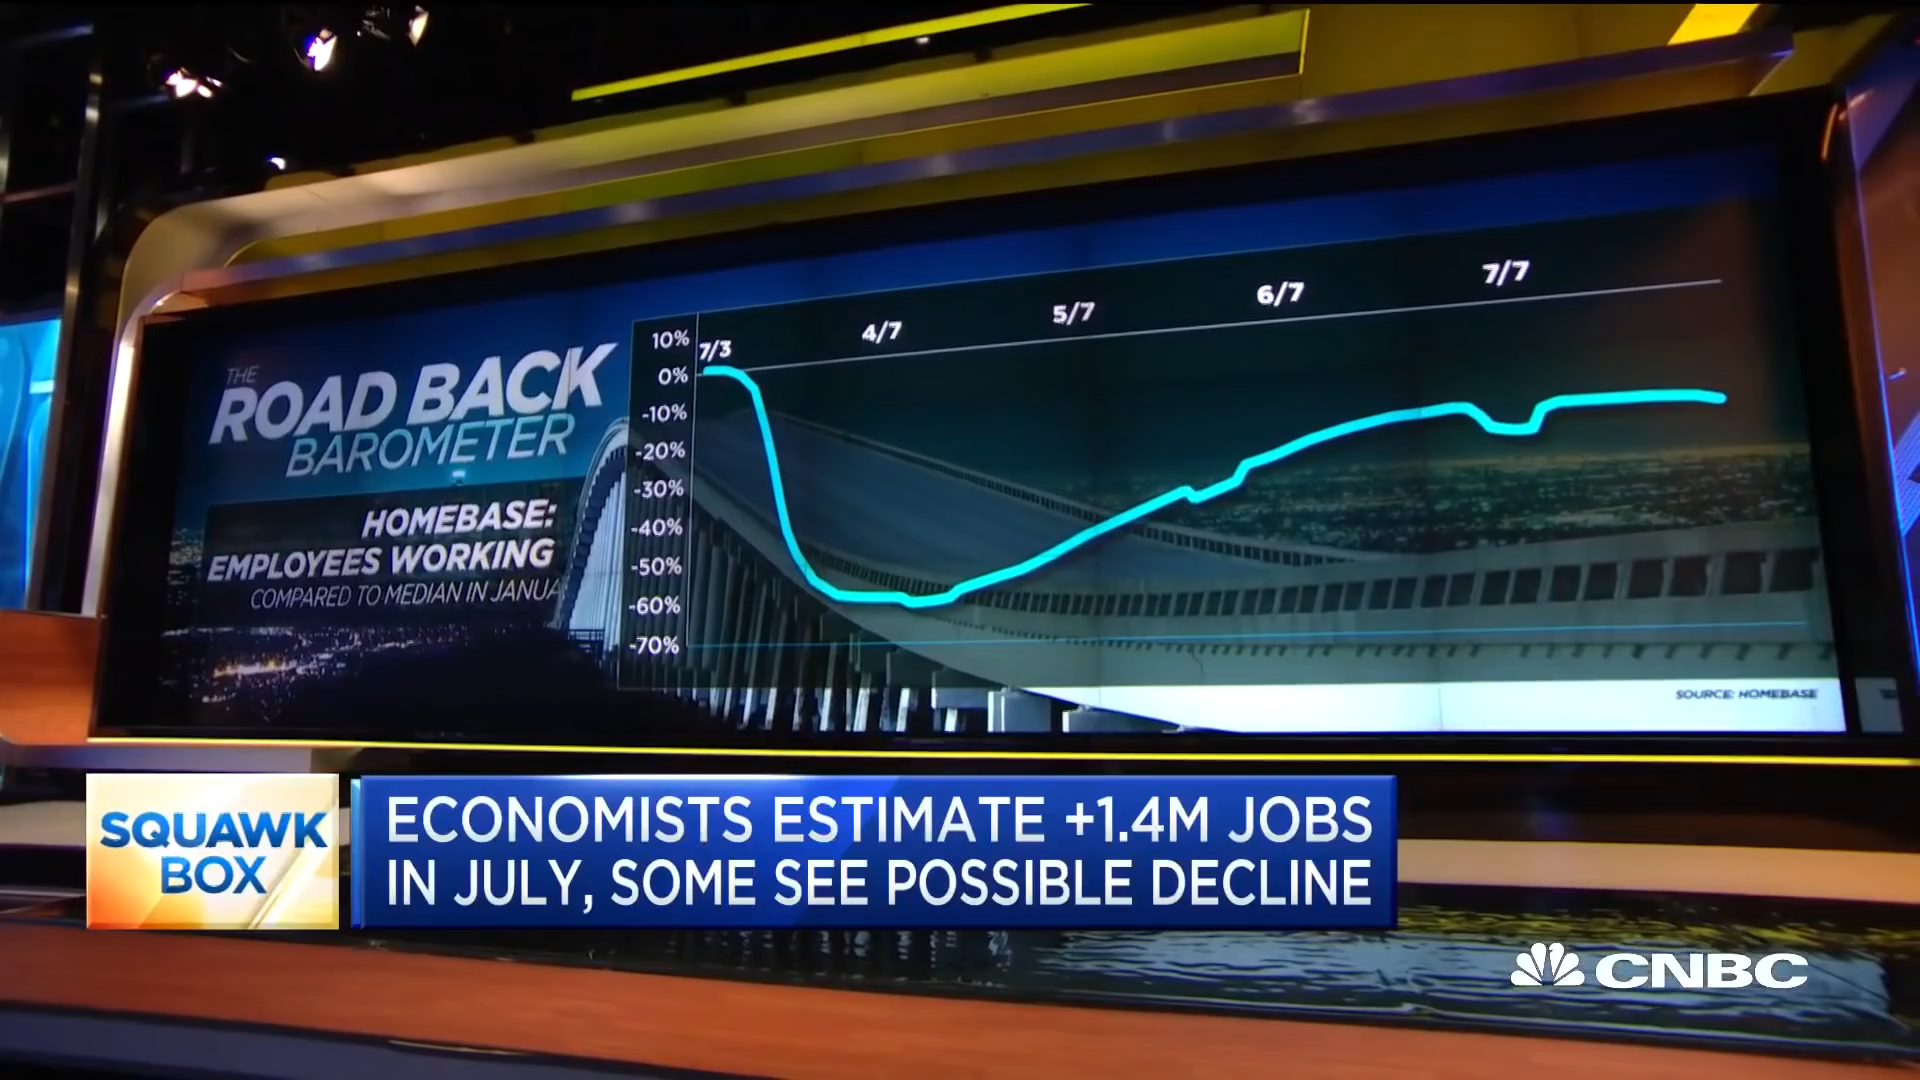 THE
ROAD BACK
BAROMETER
HOMEBASE:
EMPLOYEES WORKING
COMPARED TO MEDIAN IN JANUA
7/3
4/7
5/7
6/7
7/7
10%
0%
-10%
-20%
-30%
-40%
-50%
-60%
-70%
SOURCE: HOMEBASE
SQUAWK
BOX
ECONOMISTS ESTIMATE +1.4M JOBS
IN JULY, SOME SEE POSSIBLE DECLINE
CNBC